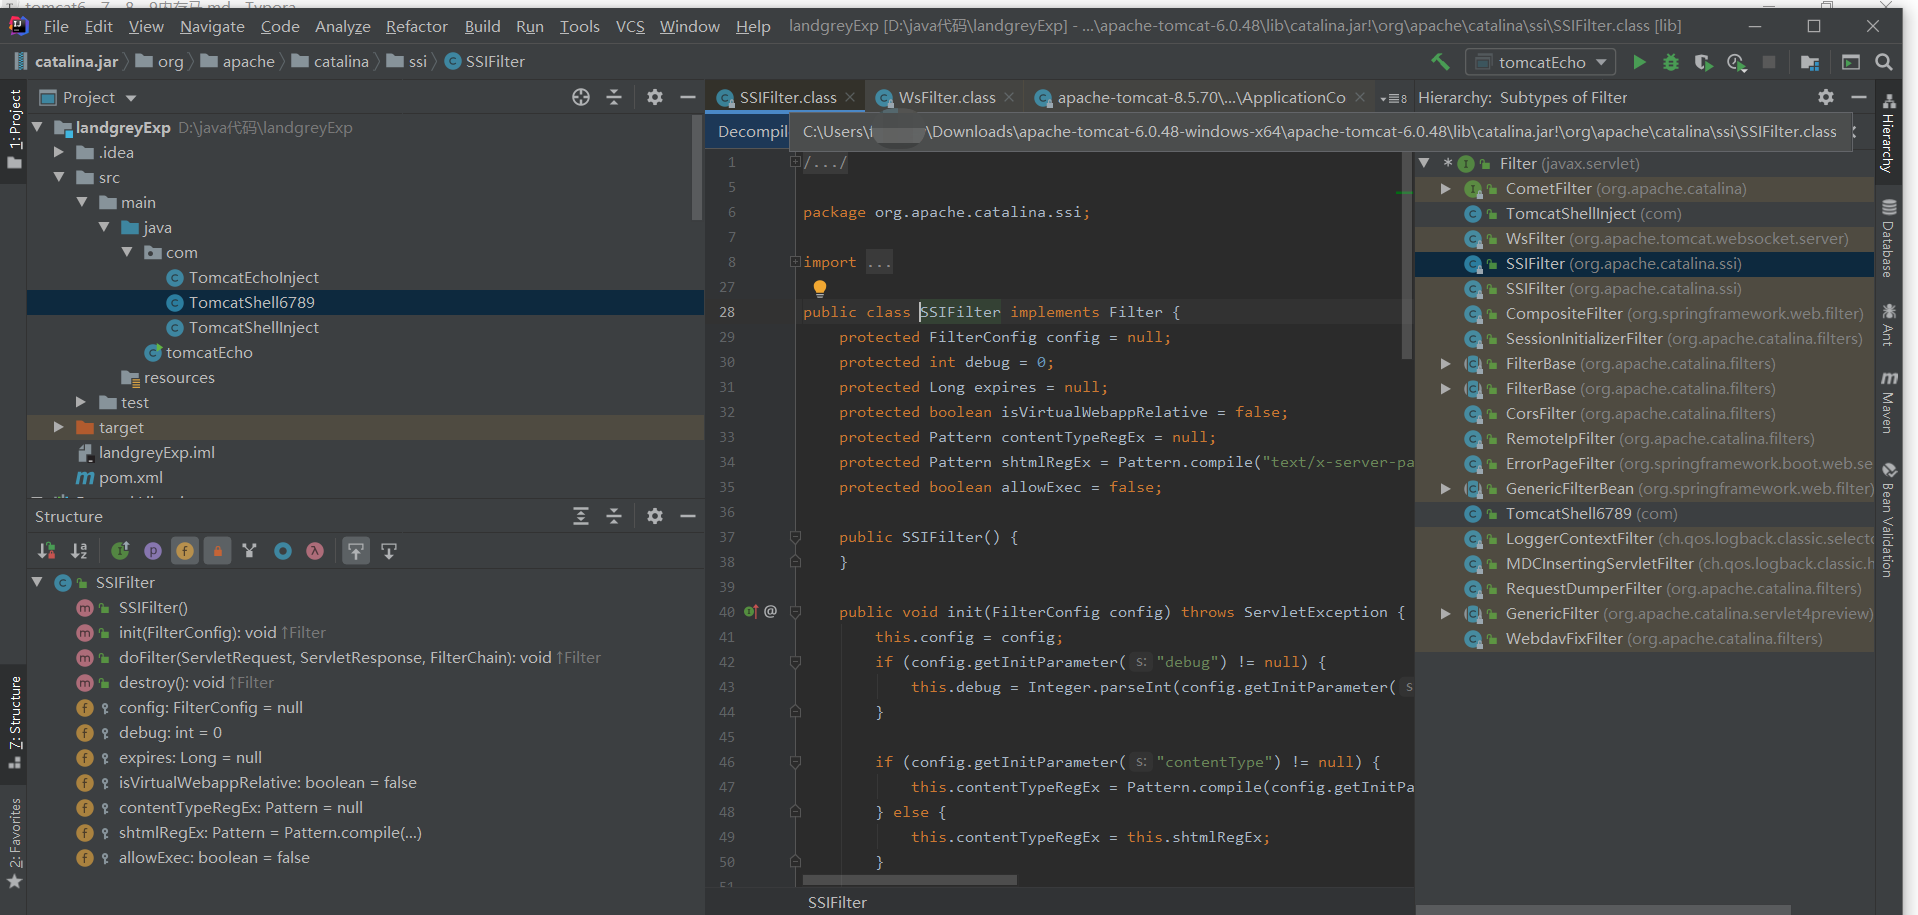 tomcat6、7、8、9内存马.md - Typora
File Edit View Navigate Code Analyze Refactor Build Run Tools VCS Window Help landgreyExp [D:\java代码\landgreyExp] - ...\apache-tomcat-6.0.48\lib\catalina.jar!\org\apache\catalina\ssi\SSIFilter.class [lib]
catalina.jar org apache catalina ssi SSIFilter
tomcatEcho
1: Project
7: Structure
2: Favorites
Project
landgreyExp D:\java代码\landgreyExp
.idea
src
main
java
com
TomcatEchoInject
TomcatShell6789
TomcatShellInject
tomcatEcho
resources
test
target
landgreyExp.iml
pom.xml
Structure
SSIFilter
SSIFilter()
init(FilterConfig): void ↑Filter
doFilter(ServletRequest, ServletResponse, FilterChain): void ↑Filter
destroy(): void ↑Filter
config: FilterConfig = null
debug: int = 0
expires: Long = null
isVirtualWebappRelative: boolean = false
contentTypeRegEx: Pattern = null
shtmlRegEx: Pattern = Pattern.compile(...)
allowExec: boolean = false
SSIFilter.class WsFilter.class apache-tomcat-8.5.70\...\ApplicationCo 8
Decompil
C:\Users\ \Downloads\apache-tomcat-6.0.48-windows-x64\apache-tomcat-6.0.48\lib\catalina.jar!\org\apache\catalina\ssi\SSIFilter.class
1 /.../
5
6 package org.apache.catalina.ssi;
7
8 import ...
27
28 public class SSIFilter implements Filter {
29 protected FilterConfig config = null;
30 protected int debug = 0;
31 protected Long expires = null;
32 protected boolean isVirtualWebappRelative = false;
33 protected Pattern contentTypeRegEx = null;
34 protected Pattern shtmlRegEx = Pattern.compile("text/x-server-pa
35 protected boolean allowExec = false;
36
37 public SSIFilter() {
38 }
39
40 @ public void init(FilterConfig config) throws ServletException {
41 this.config = config;
42 if (config.getInitParameter( s: "debug") != null) {
43 this.debug = Integer.parseInt(config.getInitParameter( s
44 }
45
46 if (config.getInitParameter( s: "contentType") != null) {
47 this.contentTypeRegEx = Pattern.compile(config.getInitPa
48 } else {
49 this.contentTypeRegEx = this.shtmlRegEx;
50 }
51
SSIFilter
Hierarchy: Subtypes of Filter
* Filter (javax.servlet)
CometFilter (org.apache.catalina)
TomcatShellInject (com)
WsFilter (org.apache.tomcat.websocket.server)
SSIFilter (org.apache.catalina.ssi)
SSIFilter (org.apache.catalina.ssi)
CompositeFilter (org.springframework.web.filter)
SessionInitializerFilter (org.apache.catalina.filters)
FilterBase (org.apache.catalina.filters)
FilterBase (org.apache.catalina.filters)
CorsFilter (org.apache.catalina.filters)
RemoteIpFilter (org.apache.catalina.filters)
ErrorPageFilter (org.springframework.boot.web.se
GenericFilterBean (org.springframework.web.filter)
TomcatShell6789 (com)
LoggerContextFilter (ch.qos.logback.classic.selecto
MDCInsertingServletFilter (ch.qos.logback.classic.h
RequestDumperFilter (org.apache.catalina.filters)
GenericFilter (org.apache.catalina.servlet4preview)
WebdavFixFilter (org.apache.catalina.filters)
Hierarchy
Database
Ant
Maven
Bean Validation